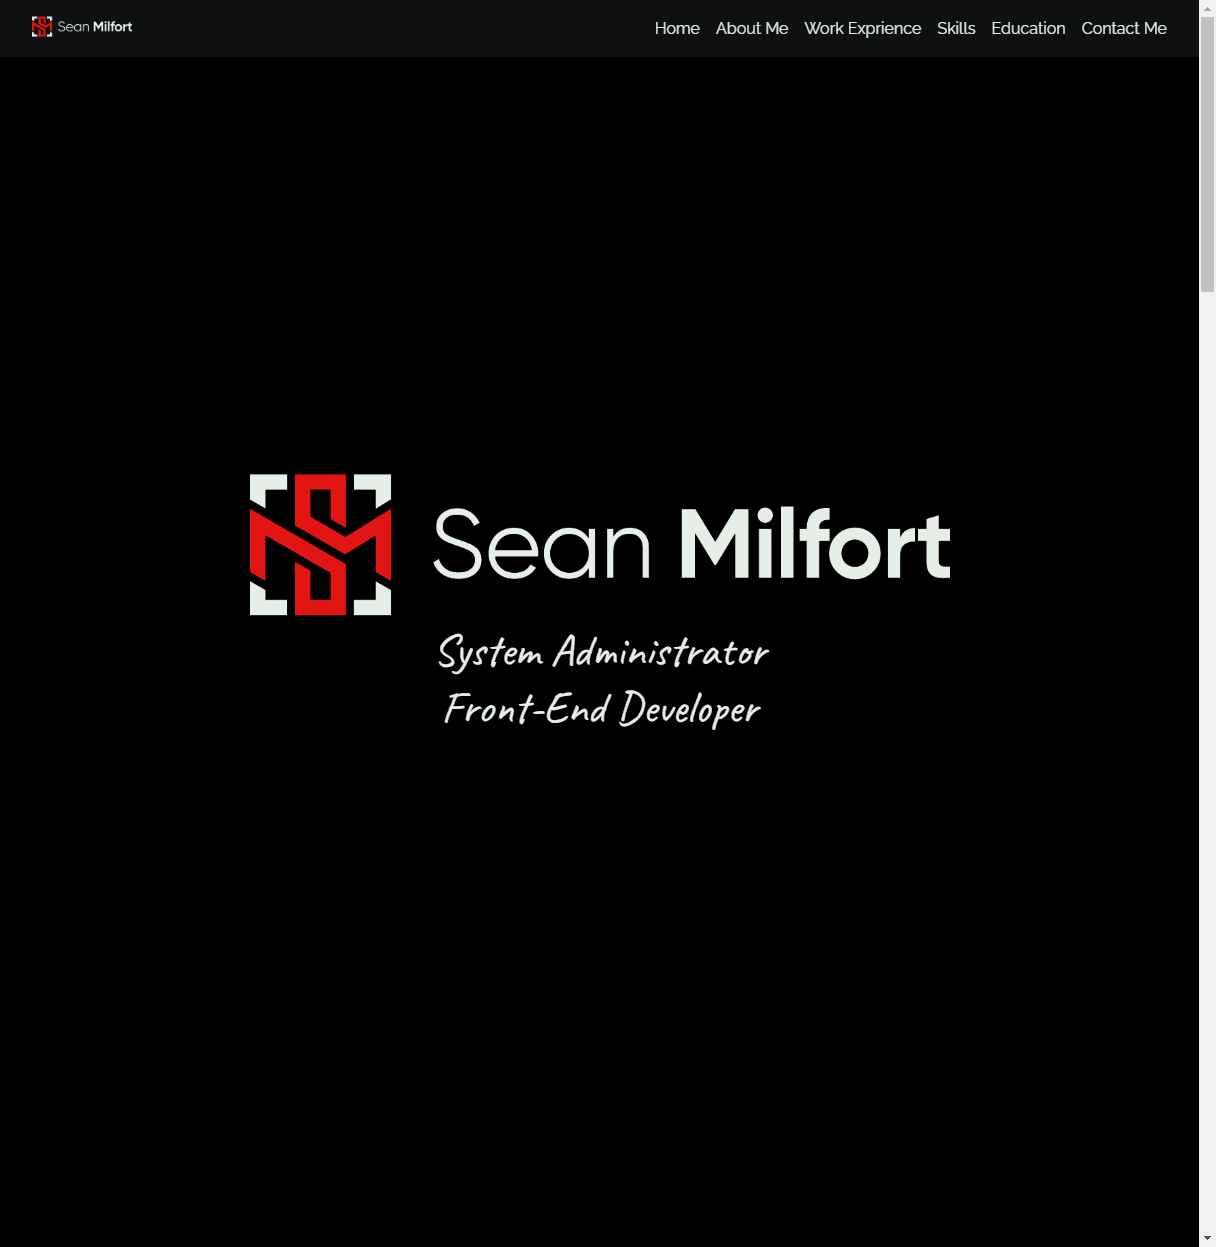 Sean Milfort
Home About Me Work Exprience Skills Education Contact Me
Sean Milfort
System Administrator
Front-End Developer